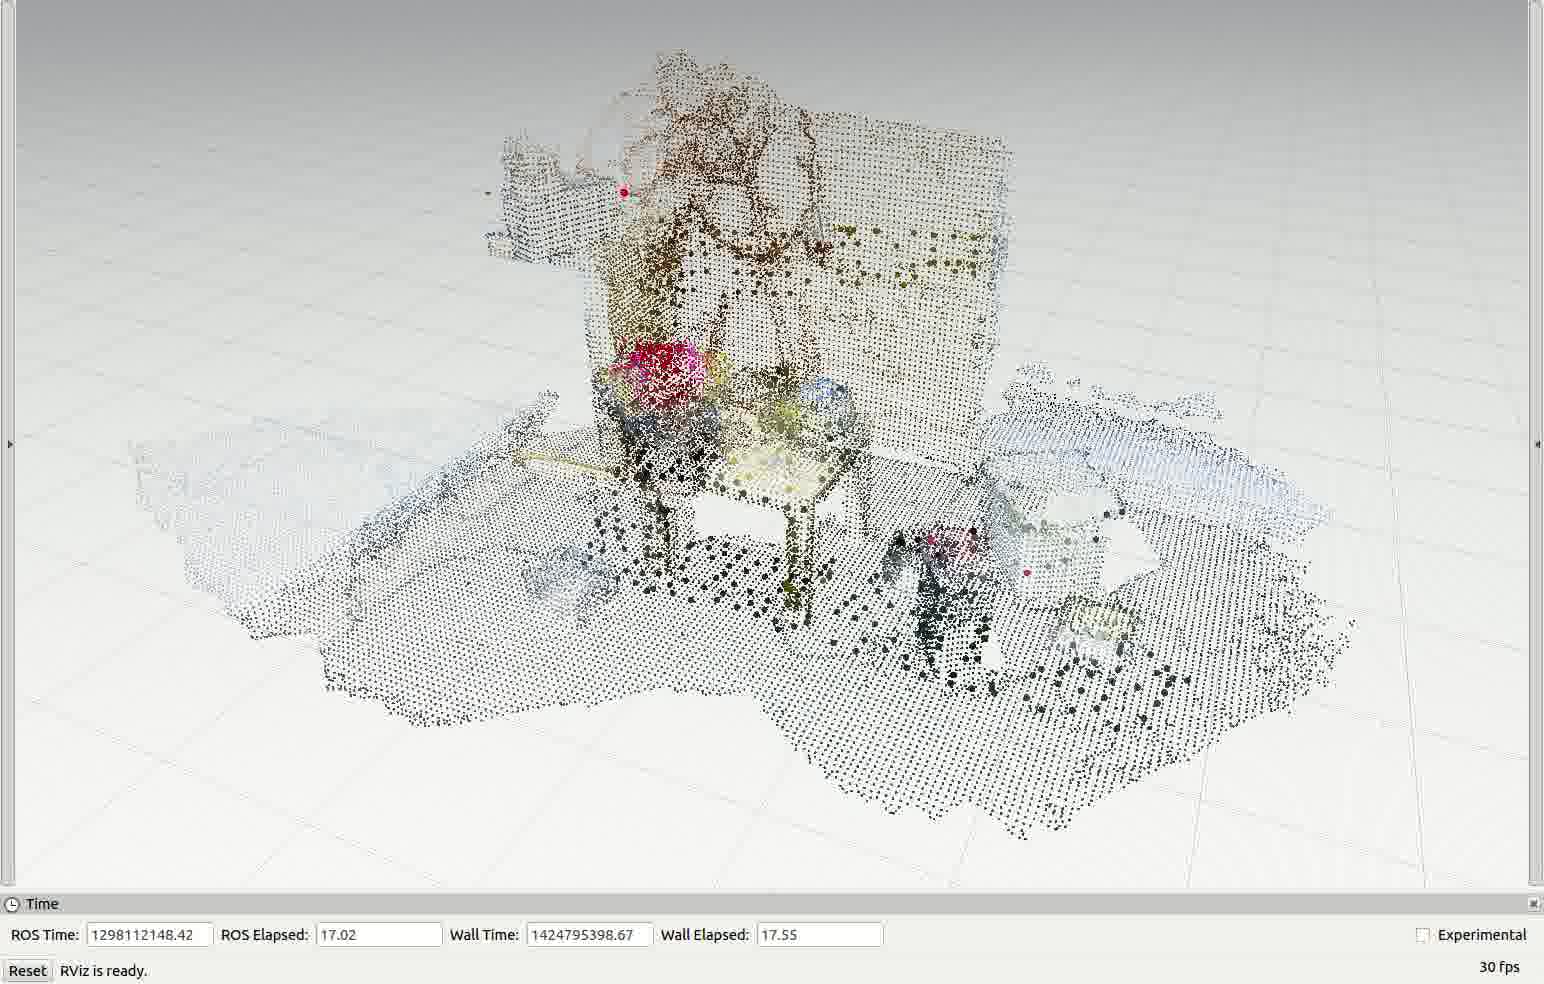 Time
ROS Time: 1298112148.42 ROS Elapsed: 17.02 Wall Time: 1424795398.67 Wall Elapsed: 17.55 Experimental
Reset RViz is ready. 30 fps